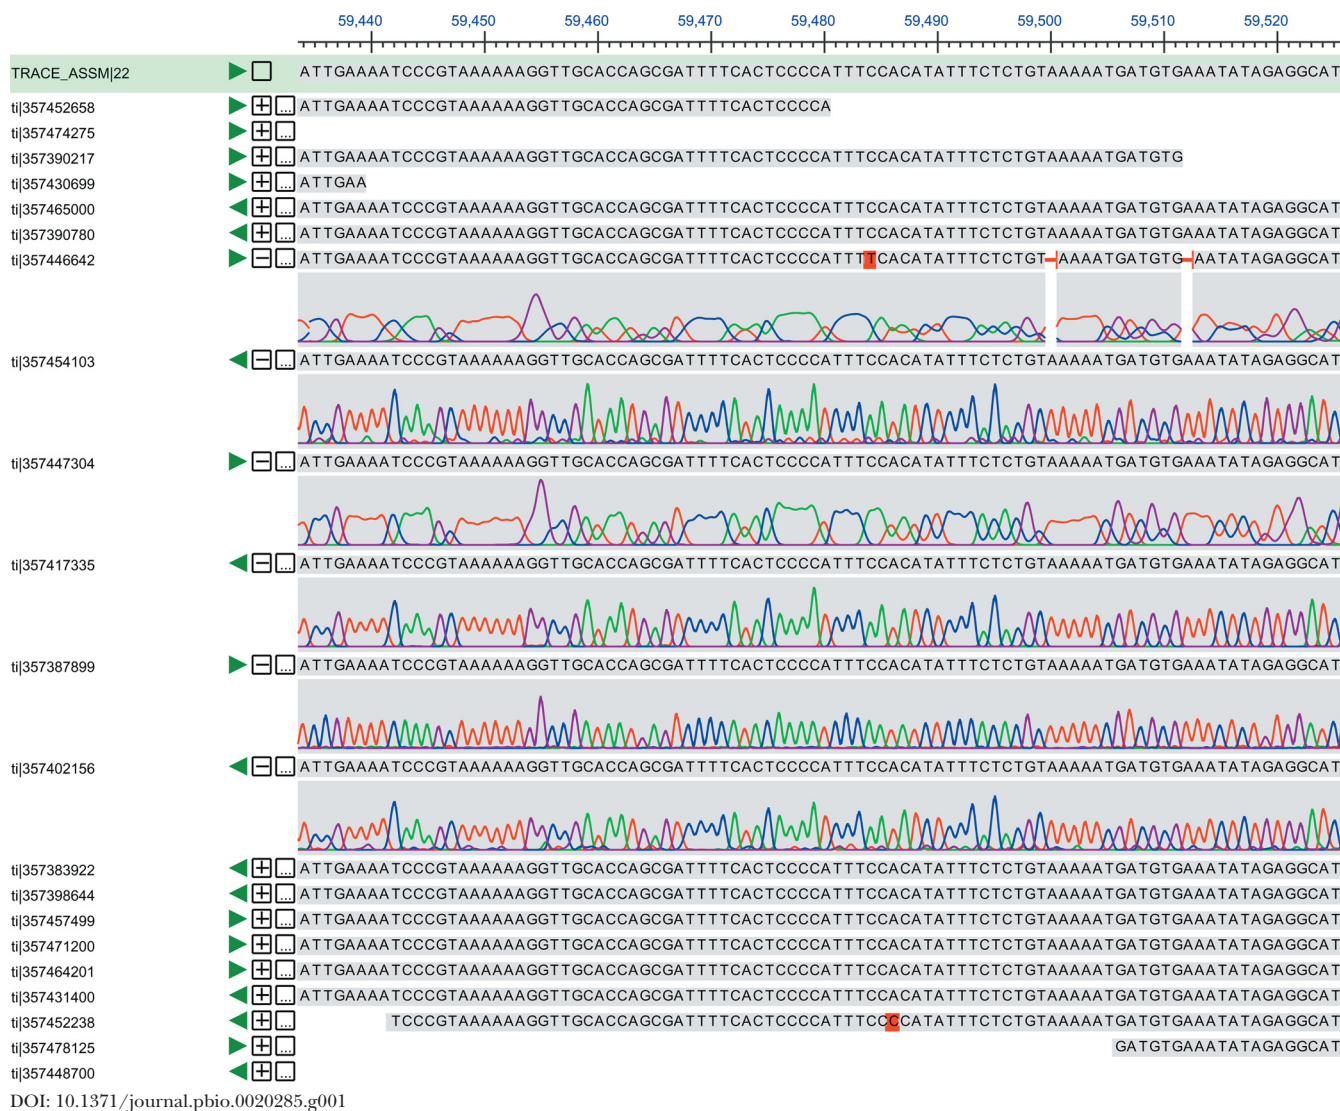 59,440 59,450 59,460 59,470 59,480 59,490 59,500 59,510 59,520
TRACE_ASSM|22 ATTGAAAATCCCGTAAAAAAGGTTGCACCAGCGATTTTCACTCCCCATTTCCACATATTTCTCTGTAAAAATGATGTGAAATATAGAGGCAT
ti|357452658 ... ATTGAAAATCCCGTAAAAAAGGTTGCACCAGCGATTTTCACTCCCCA
ti|357474275 ...
ti|357390217 ... ATTGAAAATCCCGTAAAAAAGGTTGCACCAGCGATTTTCACTCCCCATTTCCACATATTTCTCTGTAAAAATGATGTG
ti|357430699 ... ATTGAA
ti|357465000 ... ATTGAAAATCCCGTAAAAAAGGTTGCACCAGCGATTTTCACTCCCCATTTCCACATATTTCTCTGTAAAAATGATGTGAAATATAGAGGCAT
ti|357390780 ... ATTGAAAATCCCGTAAAAAAGGTTGCACCAGCGATTTTCACTCCCCATTTCCACATATTTCTCTGTAAAAATGATGTGAAATATAGAGGCAT
ti|357446642 ... ATTGAAAATCCCGTAAAAAAGGTTGCACCAGCGATTTTCACTCCCCATTTTCACATATTTCTCTGT-AAAATGATGTG-AATATAGAGGCAT
ti|357454103 ... ATTGAAAATCCCGTAAAAAAGGTTGCACCAGCGATTTTCACTCCCCATTTCCACATATTTCTCTGTAAAAATGATGTGAAATATAGAGGCAT
ti|357447304 ... ATTGAAAATCCCGTAAAAAAGGTTGCACCAGCGATTTTCACTCCCCATTTCCACATATTTCTCTGTAAAAATGATGTGAAATATAGAGGCAT
ti|357417335 ... ATTGAAAATCCCGTAAAAAAGGTTGCACCAGCGATTTTCACTCCCCATTTCCACATATTTCTCTGTAAAAATGATGTGAAATATAGAGGCAT
ti|357387899 ... ATTGAAAATCCCGTAAAAAAGGTTGCACCAGCGATTTTCACTCCCCATTTCCACATATTTCTCTGTAAAAATGATGTGAAATATAGAGGCAT
ti|357402156 ... ATTGAAAATCCCGTAAAAAAGGTTGCACCAGCGATTTTCACTCCCCATTTCCACATATTTCTCTGTAAAAATGATGTGAAATATAGAGGCAT
ti|357383922 ... ATTGAAAATCCCGTAAAAAAGGTTGCACCAGCGATTTTCACTCCCCATTTCCACATATTTCTCTGTAAAAATGATGTGAAATATAGAGGCAT
ti|357398644 ... ATTGAAAATCCCGTAAAAAAGGTTGCACCAGCGATTTTCACTCCCCATTTCCACATATTTCTCTGTAAAAATGATGTGAAATATAGAGGCAT
ti|357457499 ... ATTGAAAATCCCGTAAAAAAGGTTGCACCAGCGATTTTCACTCCCCATTTCCACATATTTCTCTGTAAAAATGATGTGAAATATAGAGGCAT
ti|357471200 ... ATTGAAAATCCCGTAAAAAAGGTTGCACCAGCGATTTTCACTCCCCATTTCCACATATTTCTCTGTAAAAATGATGTGAAATATAGAGGCAT
ti|357464201 ... ATTGAAAATCCCGTAAAAAAGGTTGCACCAGCGATTTTCACTCCCCATTTCCACATATTTCTCTGTAAAAATGATGTGAAATATAGAGGCAT
ti|357431400 ... ATTGAAAATCCCGTAAAAAAGGTTGCACCAGCGATTTTCACTCCCCATTTCCACATATTTCTCTGTAAAAATGATGTGAAATATAGAGGCAT
ti|357452238 ... TCCCGTAAAAAAGGTTGCACCAGCGATTTTCACTCCCCATTTCCCCATATTTCTCTGTAAAAATGATGTGAAATATAGAGGCAT
ti|357478125 ... GATGTGAAATATAGAGGCAT
ti|357448700 ...
DOI: 10.1371/journal.pbio.0020285.g001